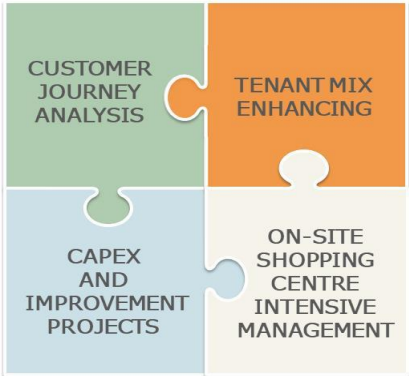 CUSTOMER
JOURNEY
ANALYSIS
TENANT MIX
ENHANCING
CAPEX
AND
IMPROVEMENT
PROJECTS
ON-SITE
SHOPPING
CENTRE
INTENSIVE
MANAGEMENT